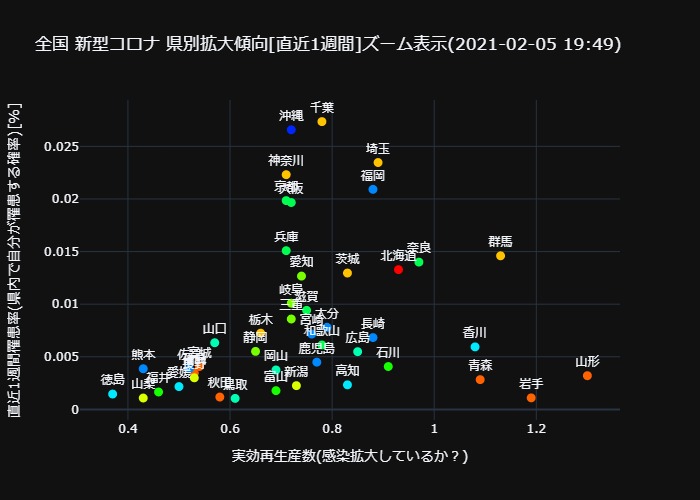 全国 新型コロナ 県別拡大傾向[直近1週間]ズーム表示(2021-02-05 19:49)
直近1週間罹患率(県内で自分が罹患する確率)[%]
0.025
0.02
0.015
0.01
0.005
0
千葉
沖縄
埼玉
神奈川
福岡
京都
大阪
兵庫
群馬
奈良
愛知
茨城
北海道
岐阜
滋賀
三重
大分
栃木
宮崎
和歌山
長崎
山口
静岡
広島
香川
鹿児島
岡山
石川
熊本
佐賀
宮城
山形
青森
高知
新潟
富山
愛媛
福井
徳島
山梨
秋田
鳥取
岩手
0.4
0.6
0.8
1
1.2
実効再生産数(感染拡大しているか？)